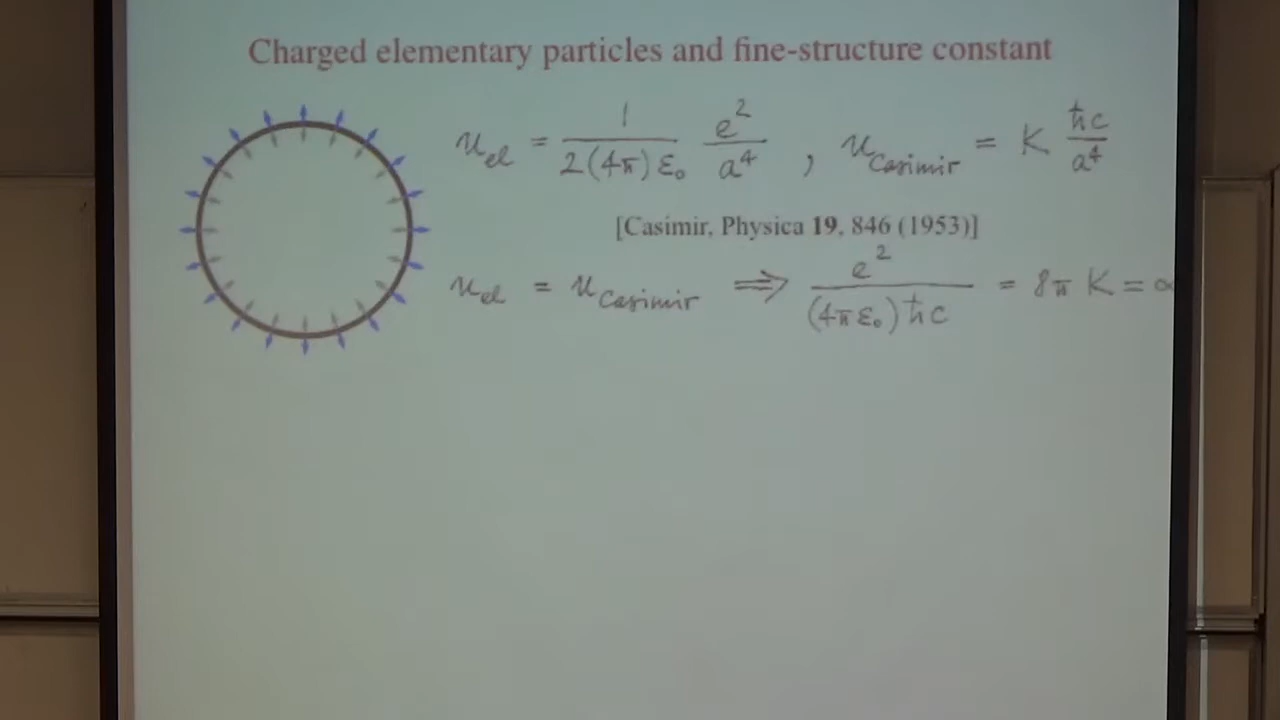 Charged elementary particles and fine-structure constant
u_el = 1/(2(4π)ε₀) e²/a⁴ , u_Casimir = K ħc/a⁴
[Casimir, Physica 19, 846 (1953)]
u_el = u_Casimir ⟹ e²/((4πε₀)ħc) = 8π K = α